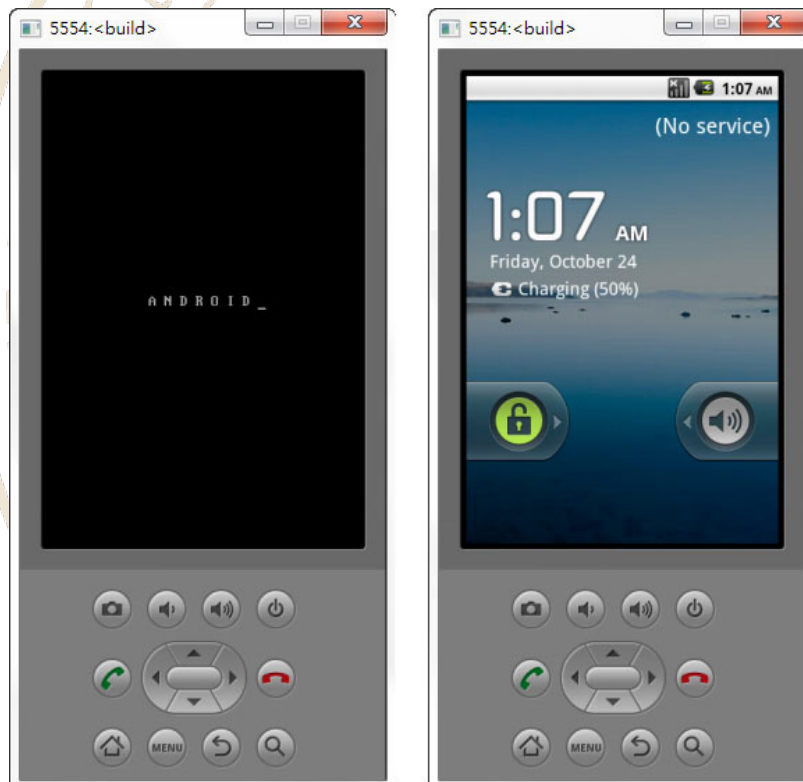 5554:<build>
ANDROID_
MENU
5554:<build>
1:07 AM
(No service)
1:07 AM
Friday, October 24
Charging (50%)
MENU